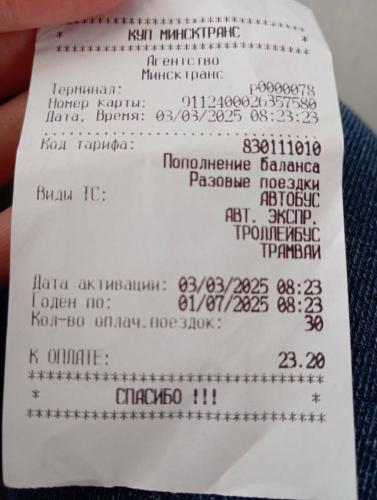 ********************************
* КУП МИНСКТРАНС *
********************************
Агентство
Минсктранс
Терминал: p0000078
Номер карты: 9112400026357580
Дата, Время: 03/03/2025 08:23:23
................................
Код тарифа: 830111010
Пополнение Баланса
Разовые поездки
Виды ТС: АВТОБУС
АВТ. ЭКСПР.
ТРОЛЛЕЙБУС
ТРАМВАЙ
Дата активации: 03/03/2025 08:23
Годен по: 01/07/2025 08:23
Кол-во оплач.поездок: 30
К ОПЛАТЕ: 23.20
********************************
* СПАСИБО !!! *
********************************